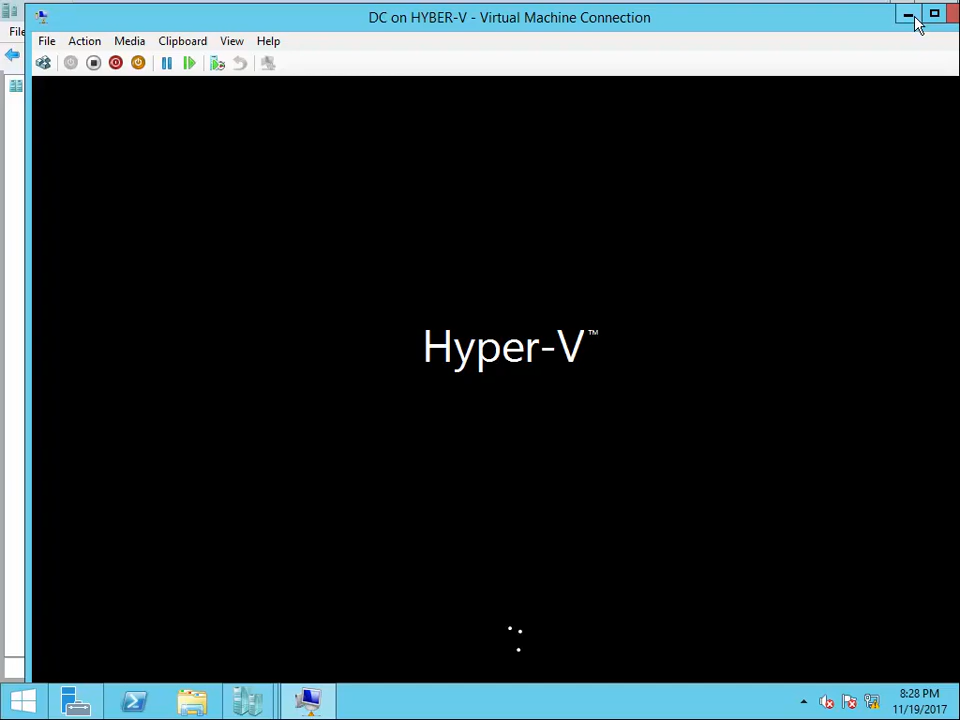 DC on HYBER-V - Virtual Machine Connection
File
File Action Media Clipboard View Help
Hyper-V™
8:28 PM
11/19/2017